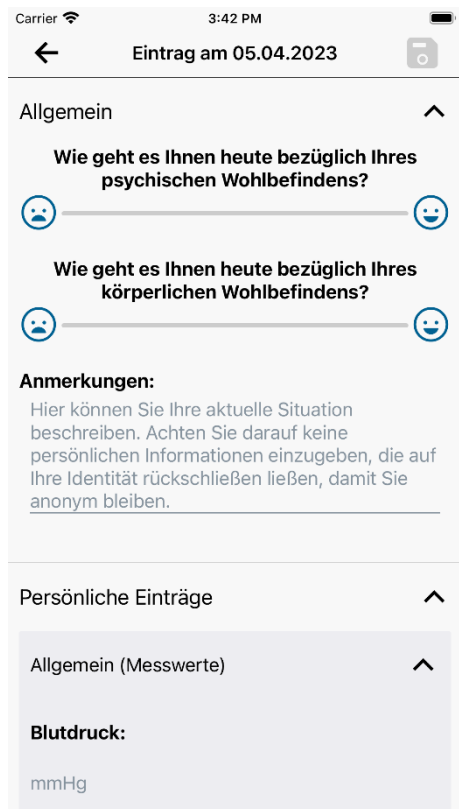 Carrier 3:42 PM
Eintrag am 05.04.2023
Allgemein
Wie geht es Ihnen heute bezüglich Ihres
psychischen Wohlbefindens?
Wie geht es Ihnen heute bezüglich Ihres
körperlichen Wohlbefindens?
Anmerkungen:
Hier können Sie Ihre aktuelle Situation
beschreiben. Achten Sie darauf keine
persönlichen Informationen einzugeben, die auf
Ihre Identität rückschließen ließen, damit Sie
anonym bleiben.
Persönliche Einträge
Allgemein (Messwerte)
Blutdruck:
mmHg